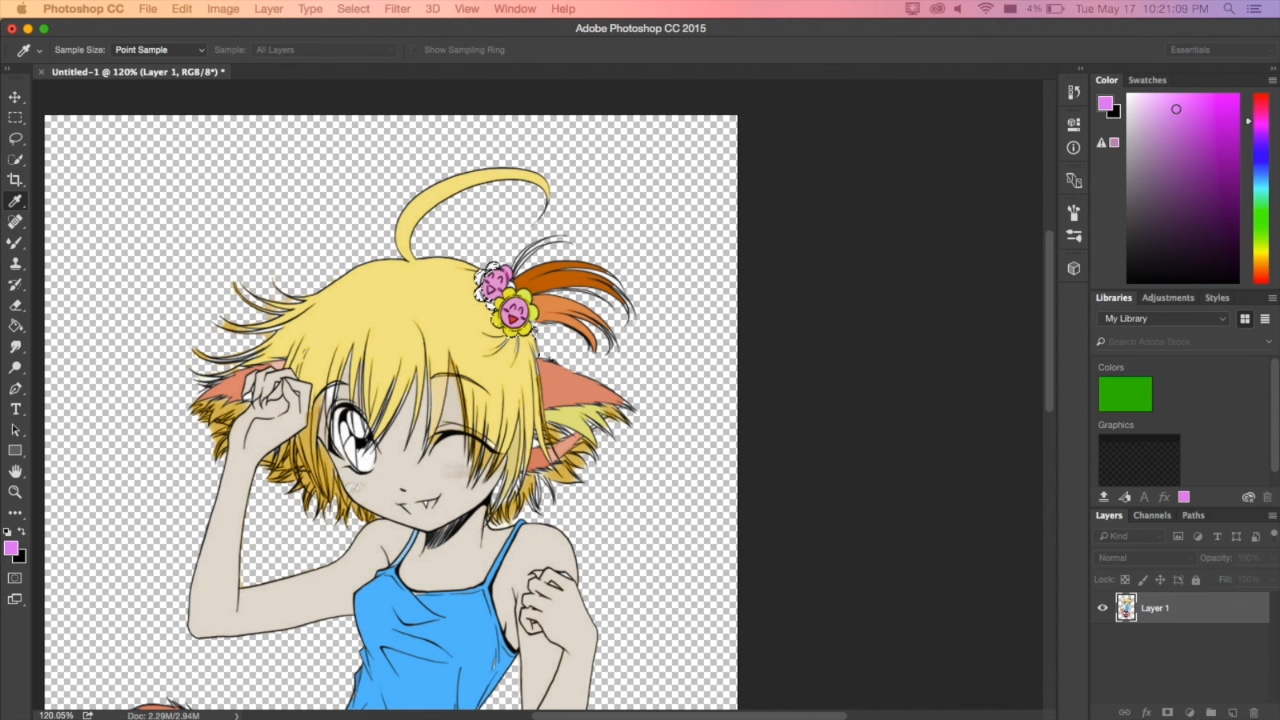 Photoshop CC File Edit Image Layer Type Select Filter 3D View Window Help 4% Tue May 17 10:21:09 PM
Adobe Photoshop CC 2015
Sample Size: Point Sample Sample: All Layers Show Sampling Ring Essentials
Untitled-1 @ 120% (Layer 1, RGB/8*) *
Color Swatches
Libraries Adjustments Styles
My Library
Search Adobe Stock
Colors
Graphics
Layers Channels Paths
Kind
Normal Opacity: 100%
Lock: Fill: 100%
Layer 1
120.05% Doc: 2.29M/2.94M